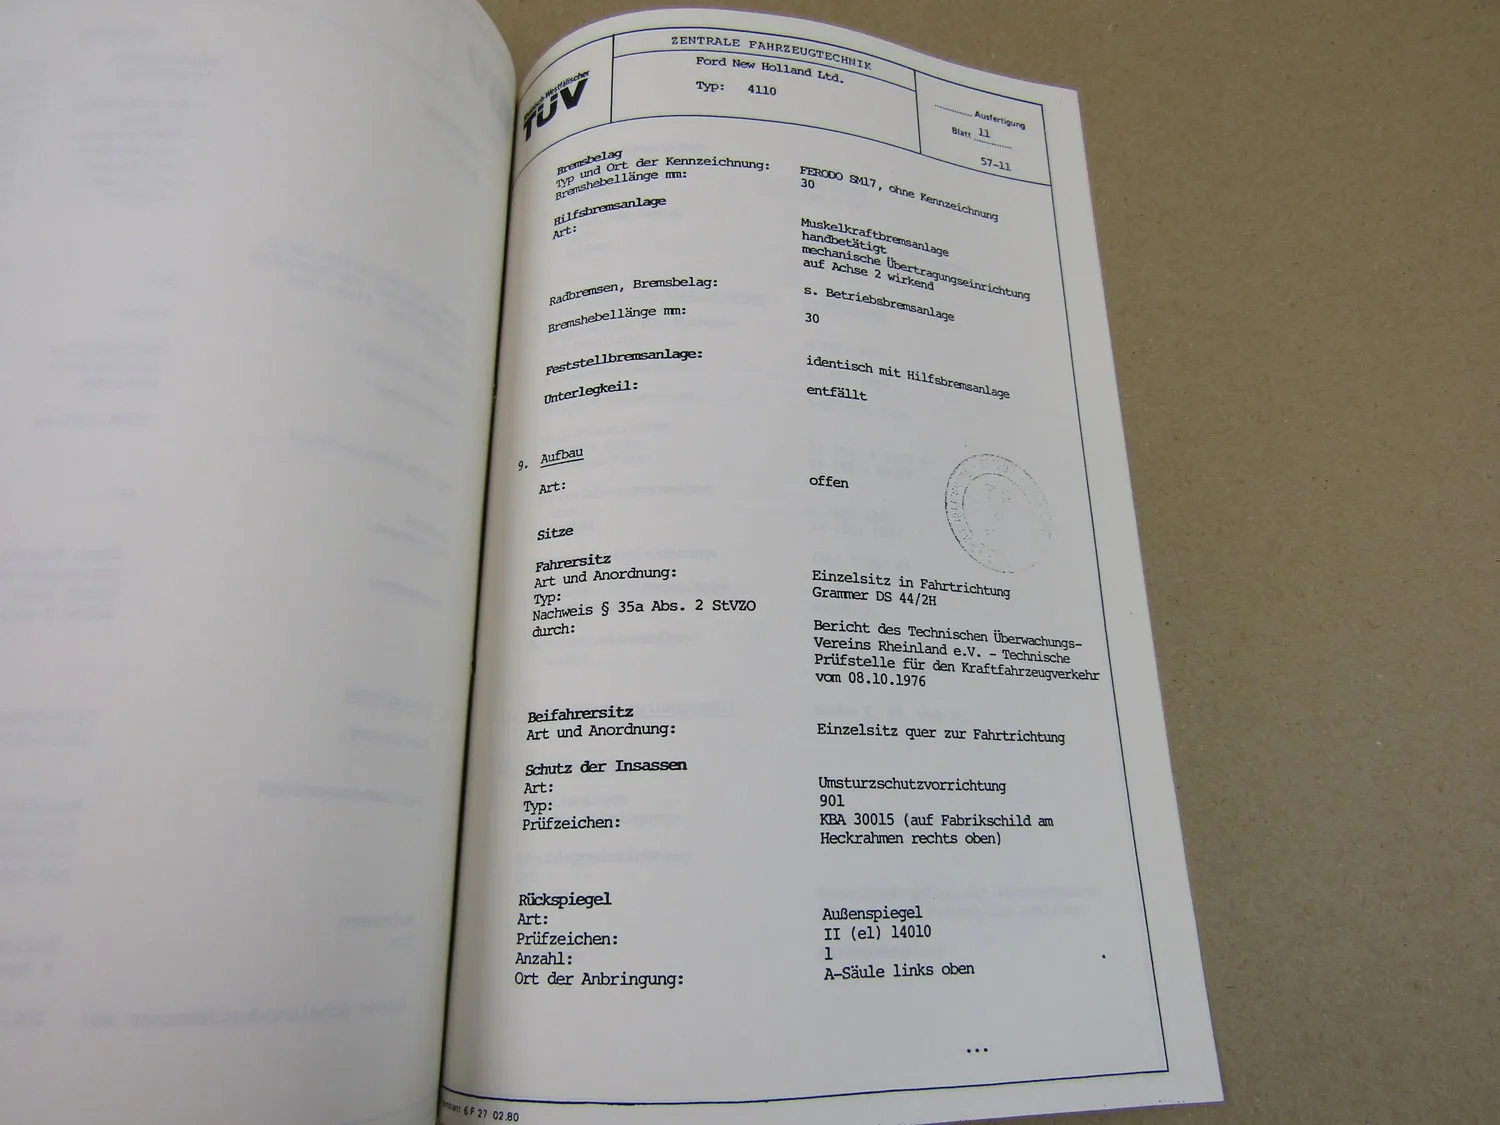 ZENTRALE FAHRZEUGTECHNIK
Ford New Holland Ltd.
Typ: 4110
Westfälischer
TÜV
Ausfertigung
Blatt 11
57-11
Bremsbelag
Typ und Ort der Kennzeichnung: FERODO SM17, ohne Kennzeichnung
Bremshebellänge mm: 30
Hilfsbremsanlage
Art: Muskelkraftbremsanlage
handbetätigt
mechanische Übertragungseinrichtung
auf Achse 2 wirkend
Radbremsen, Bremsbelag: s. Betriebsbremsanlage
Bremshebellänge mm: 30
Feststellbremsanlage: identisch mit Hilfsbremsanlage
Unterlegkeil: entfällt
9. Aufbau
Art: offen
Sitze
Fahrersitz
Art und Anordnung: Einzelsitz in Fahrtrichtung
Typ: Grammer DS 44/2H
Nachweis § 35a Abs. 2 StVZO
durch: Bericht des Technischen Überwachungs-
Vereins Rheinland e.V. - Technische
Prüfstelle für den Kraftfahrzeugverkehr
vom 08.10.1976
Beifahrersitz
Art und Anordnung: Einzelsitz quer zur Fahrtrichtung
Schutz der Insassen
Art: Umsturzschutzvorrichtung
Typ: 901
Prüfzeichen: KBA 30015 (auf Fabrikschild am
Heckrahmen rechts oben)
Rückspiegel
Art: Außenspiegel
Prüfzeichen: II (e1) 14010
Anzahl: 1
Ort der Anbringung: A-Säule links oben
...
6 F 27 02.80